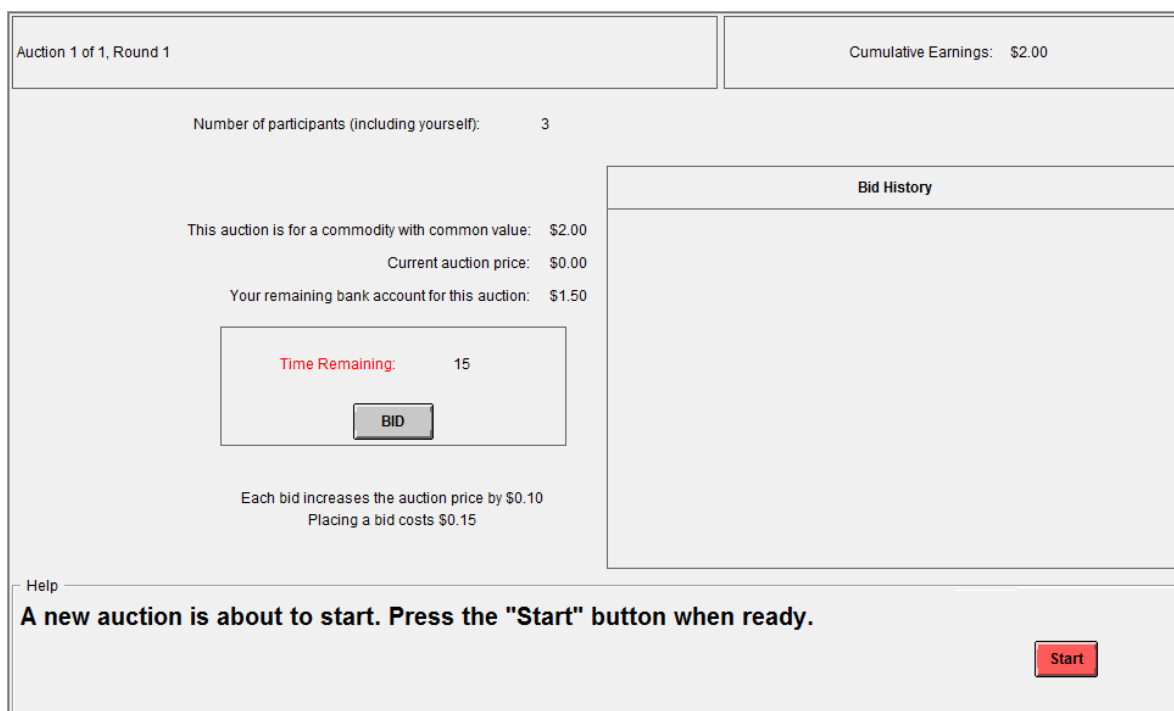 Auction 1 of 1, Round 1
Cumulative Earnings: $2.00
Number of participants (including yourself): 3
Bid History
This auction is for a commodity with common value: $2.00
Current auction price: $0.00
Your remaining bank account for this auction: $1.50
Time Remaining: 15
BID
Each bid increases the auction price by $0.10
Placing a bid costs $0.15
Help
A new auction is about to start. Press the "Start" button when ready.
Start